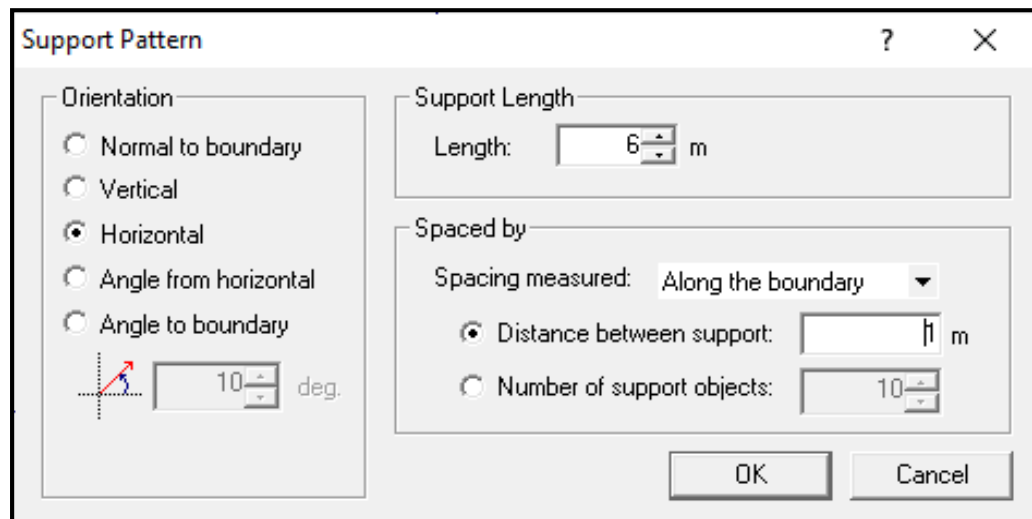 Support Pattern ?
Orientation
Normal to boundary
Vertical
Horizontal
Angle from horizontal
Angle to boundary
10 deg.
Support Length
Length: 6 m
Spaced by
Spacing measured: Along the boundary
Distance between support: 1 m
Number of support objects: 10
OK Cancel